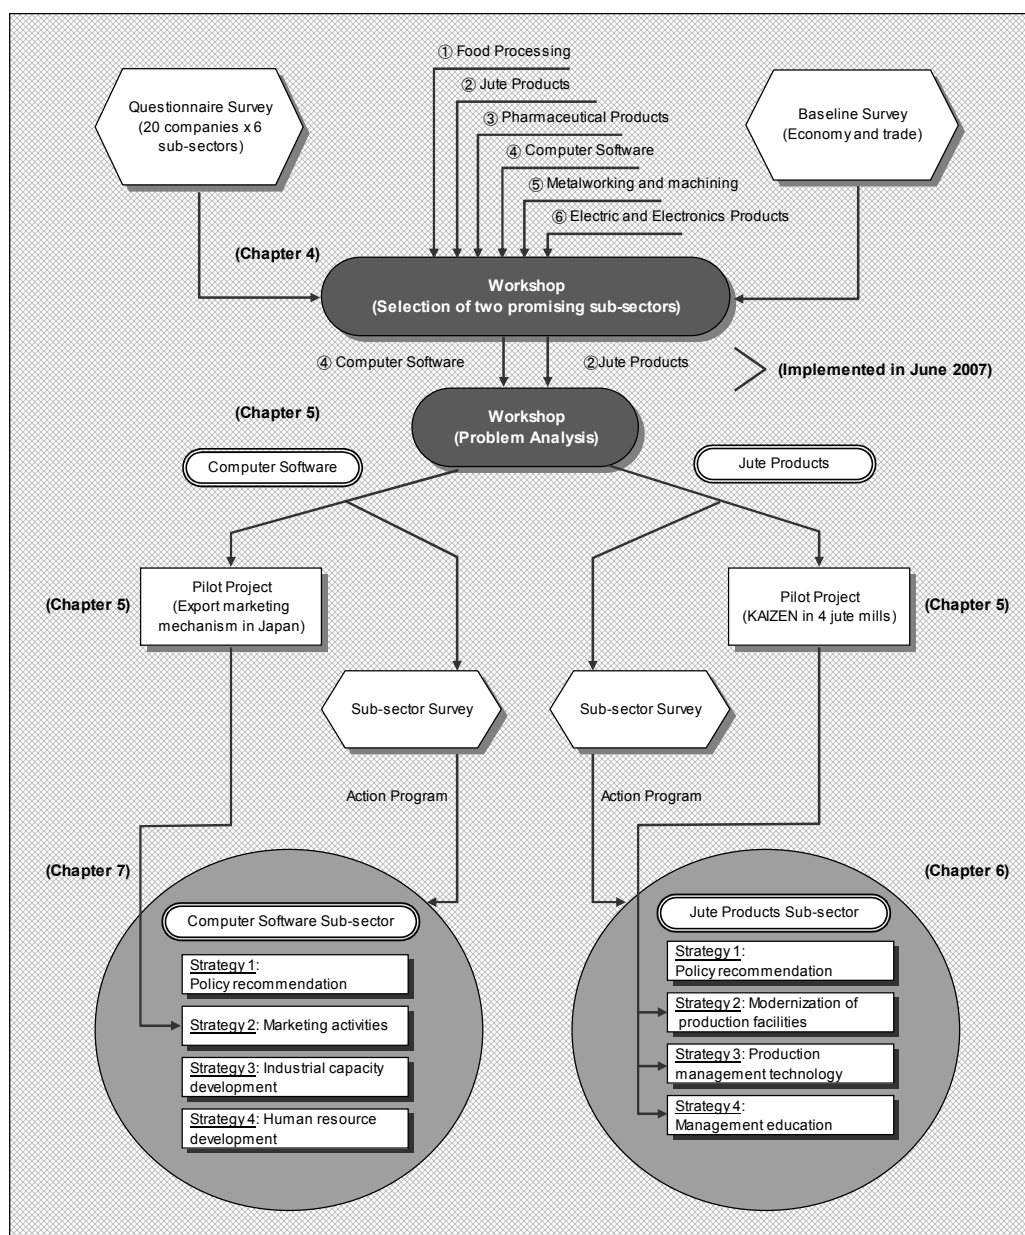 ① Food Processing
② Jute Products
③ Pharmaceutical Products
④ Computer Software
⑤ Metalworking and machining
⑥ Electric and Electronics Products
Questionnaire Survey
(20 companies x 6
sub-sectors)
Baseline Survey
(Economy and trade)
(Chapter 4)
Workshop
(Selection of two promising sub-sectors)
④ Computer Software
②Jute Products
(Implemented in June 2007)
(Chapter 5)
Workshop
(Problem Analysis)
Computer Software
Jute Products
(Chapter 5)
Pilot Project
(Export marketing
mechanism in Japan)
Pilot Project
(KAIZEN in 4 jute mills)
(Chapter 5)
Sub-sector Survey
Sub-sector Survey
Action Program
Action Program
(Chapter 7)
(Chapter 6)
Computer Software Sub-sector
Strategy 1:
Policy recommendation
Strategy 2: Marketing activities
Strategy 3: Industrial capacity
development
Strategy 4: Human resource
development
Jute Products Sub-sector
Strategy 1:
Policy recommendation
Strategy 2: Modernization of
production facilities
Strategy 3: Production
management technology
Strategy 4:
Management education